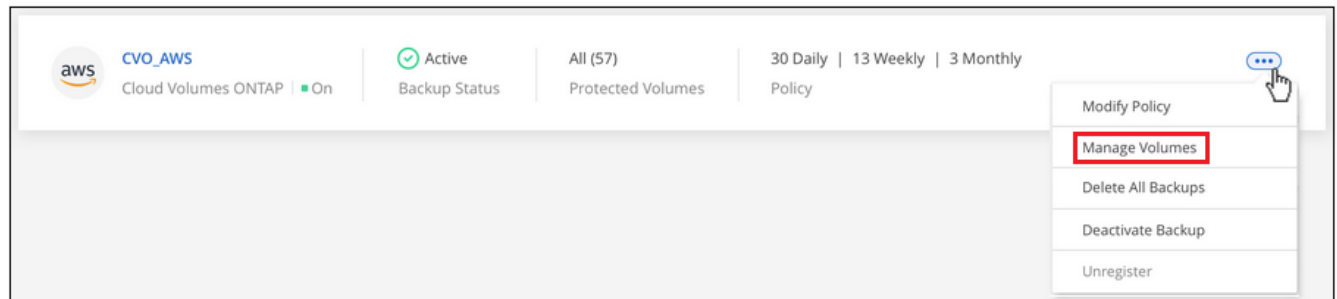 aws
CVO_AWS
Cloud Volumes ONTAP
On
Active
Backup Status
All (57)
Protected Volumes
30 Daily | 13 Weekly | 3 Monthly
Policy
Modify Policy
Manage Volumes
Delete All Backups
Deactivate Backup
Unregister